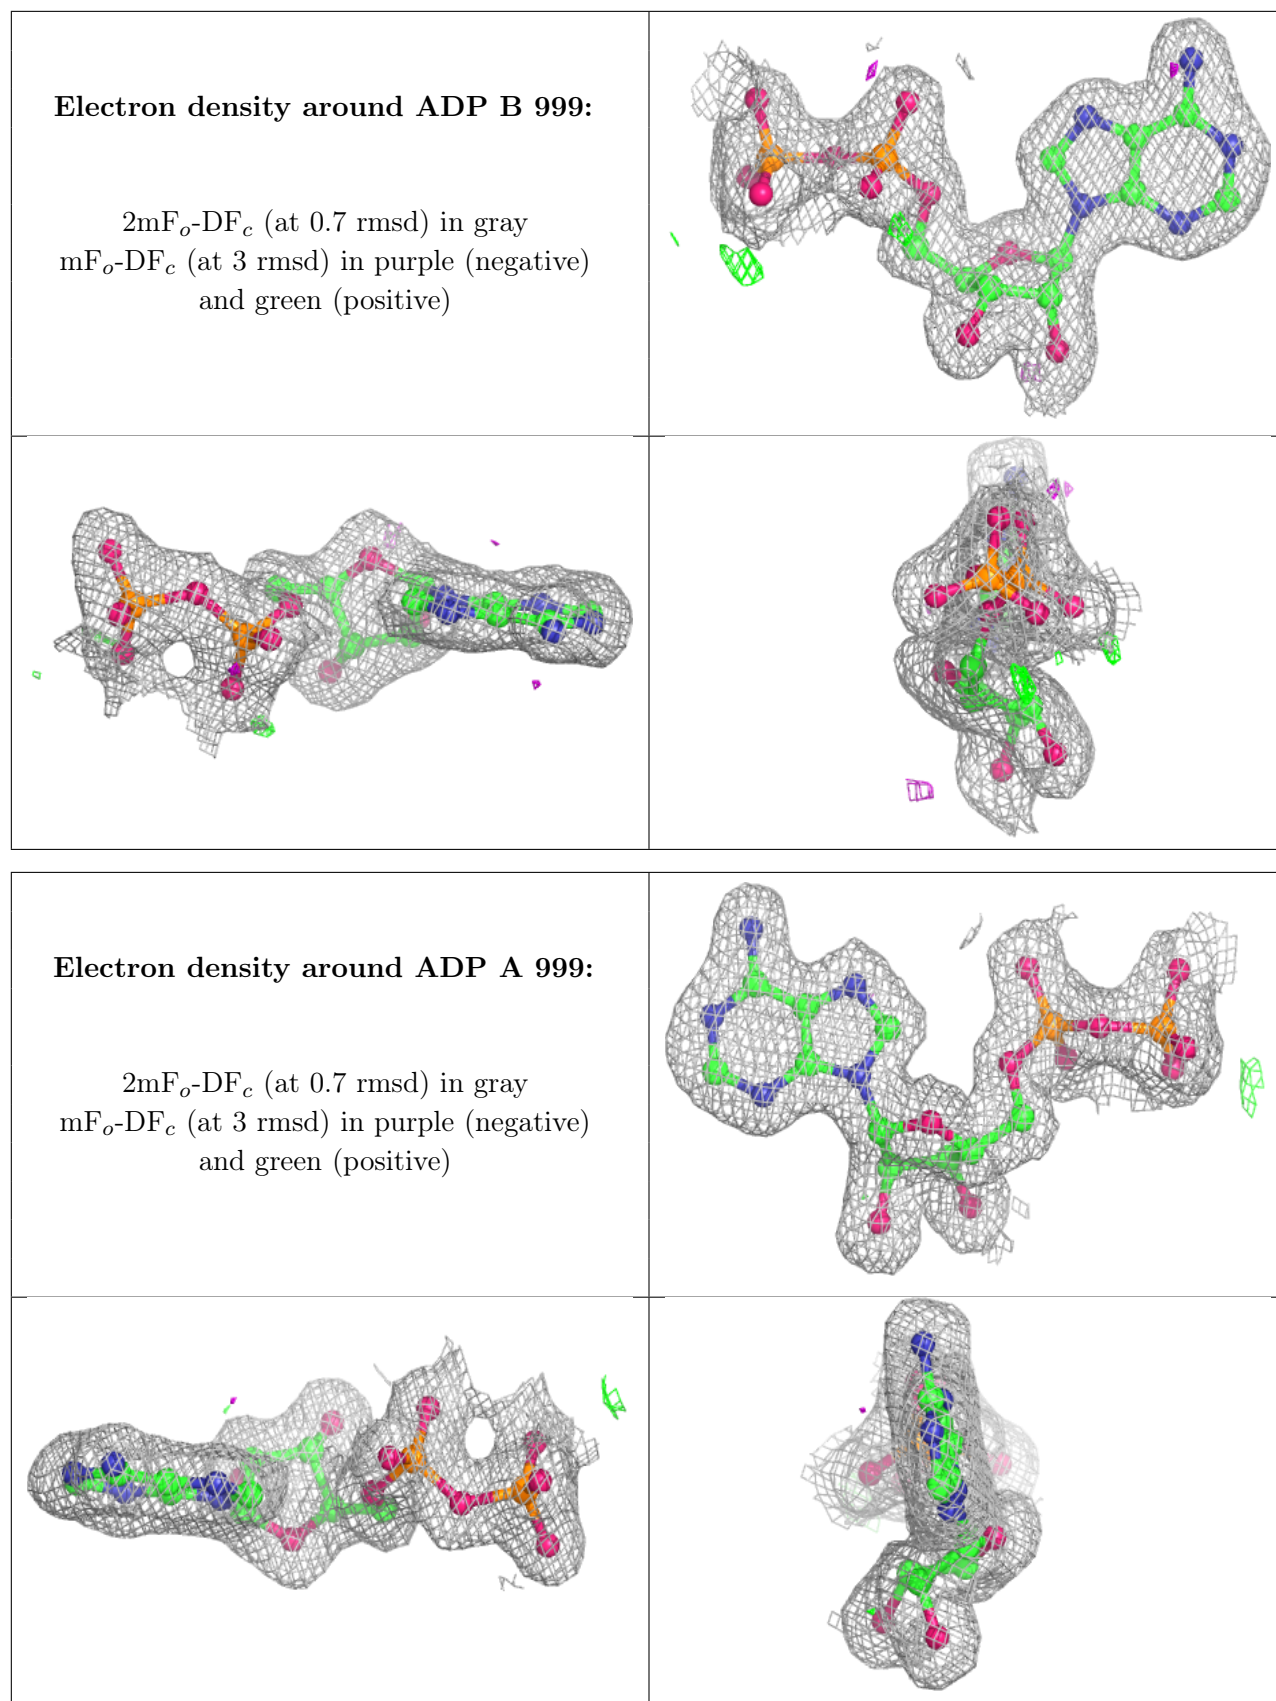 Electron density around ADP B 999:
2mFo-DFc (at 0.7 rmsd) in gray
mFo-DFc (at 3 rmsd) in purple (negative)
and green (positive)
Electron density around ADP A 999:
2mFo-DFc (at 0.7 rmsd) in gray
mFo-DFc (at 3 rmsd) in purple (negative)
and green (positive)